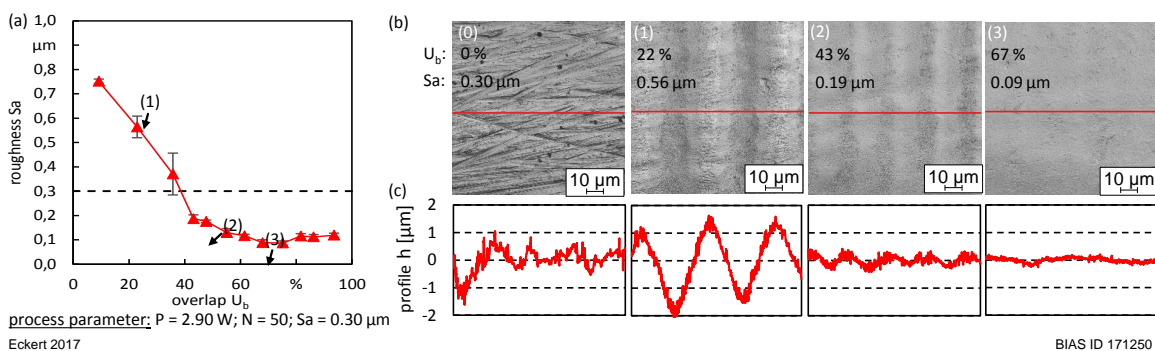 (a)
1,0
µm
0,8
0,7
0,6
0,5
0,4
0,3
0,2
0,1
0,0
roughness Sa
(1)
(2)
(3)
0 20 40 60 % 100
overlap Ub
process parameter: P = 2.90 W; N = 50; Sa = 0.30 µm
Eckert 2017
(b)
(0) (1) (2) (3)
Ub: 0 % 22 % 43 % 67 %
Sa: 0.30 µm 0.56 µm 0.19 µm 0.09 µm
10 µm 10 µm 10 µm 10 µm
(c)
2
1
0
-1
-2
profile h [µm]
BIAS ID 171250